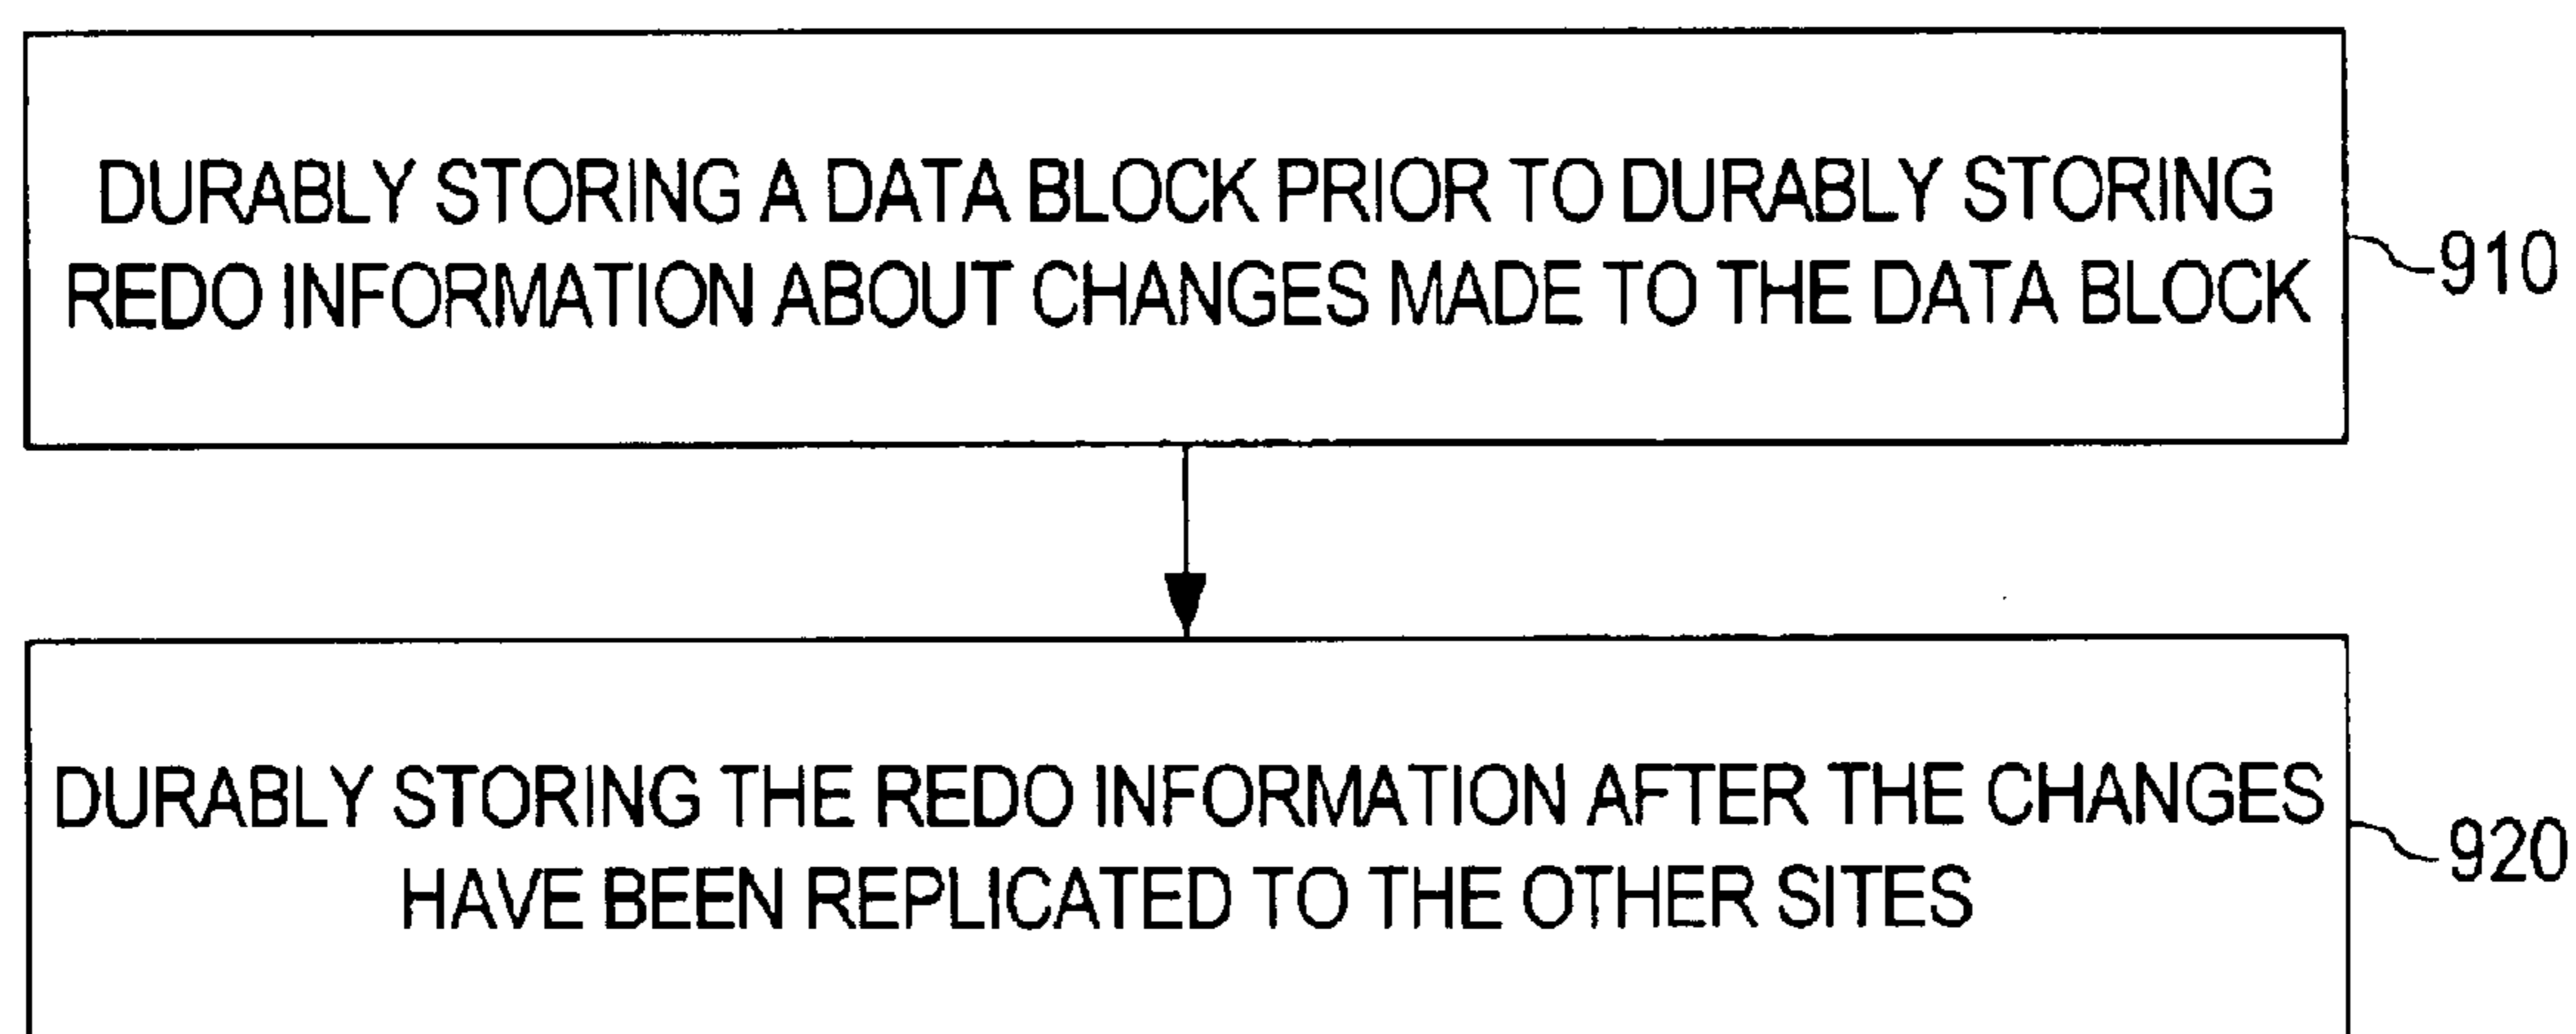 DURABLY STORING A DATA BLOCK PRIOR TO DURABLY STORING
REDO INFORMATION ABOUT CHANGES MADE TO THE DATA BLOCK
910
DURABLY STORING THE REDO INFORMATION AFTER THE CHANGES
HAVE BEEN REPLICATED TO THE OTHER SITES
920